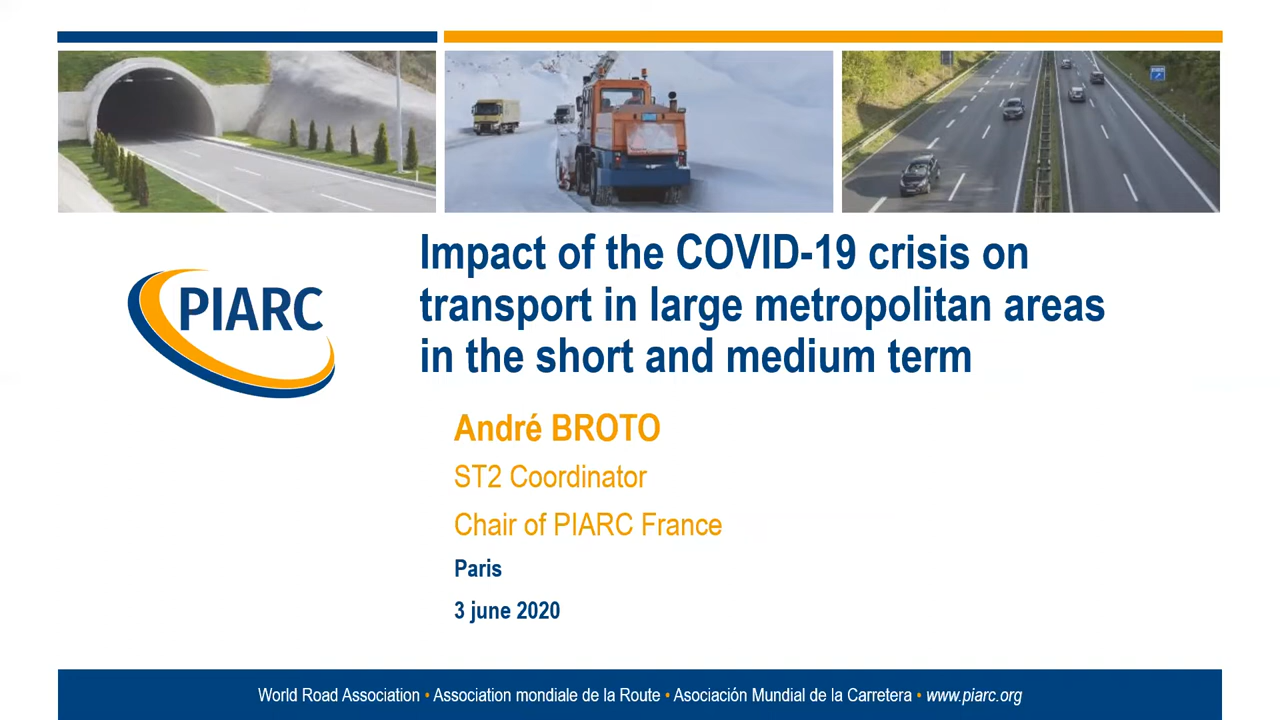 PIARC
Impact of the COVID-19 crisis on
transport in large metropolitan areas
in the short and medium term
André BROTO
ST2 Coordinator
Chair of PIARC France
Paris
3 june 2020
World Road Association • Association mondiale de la Route • Asociación Mundial de la Carretera • www.piarc.org